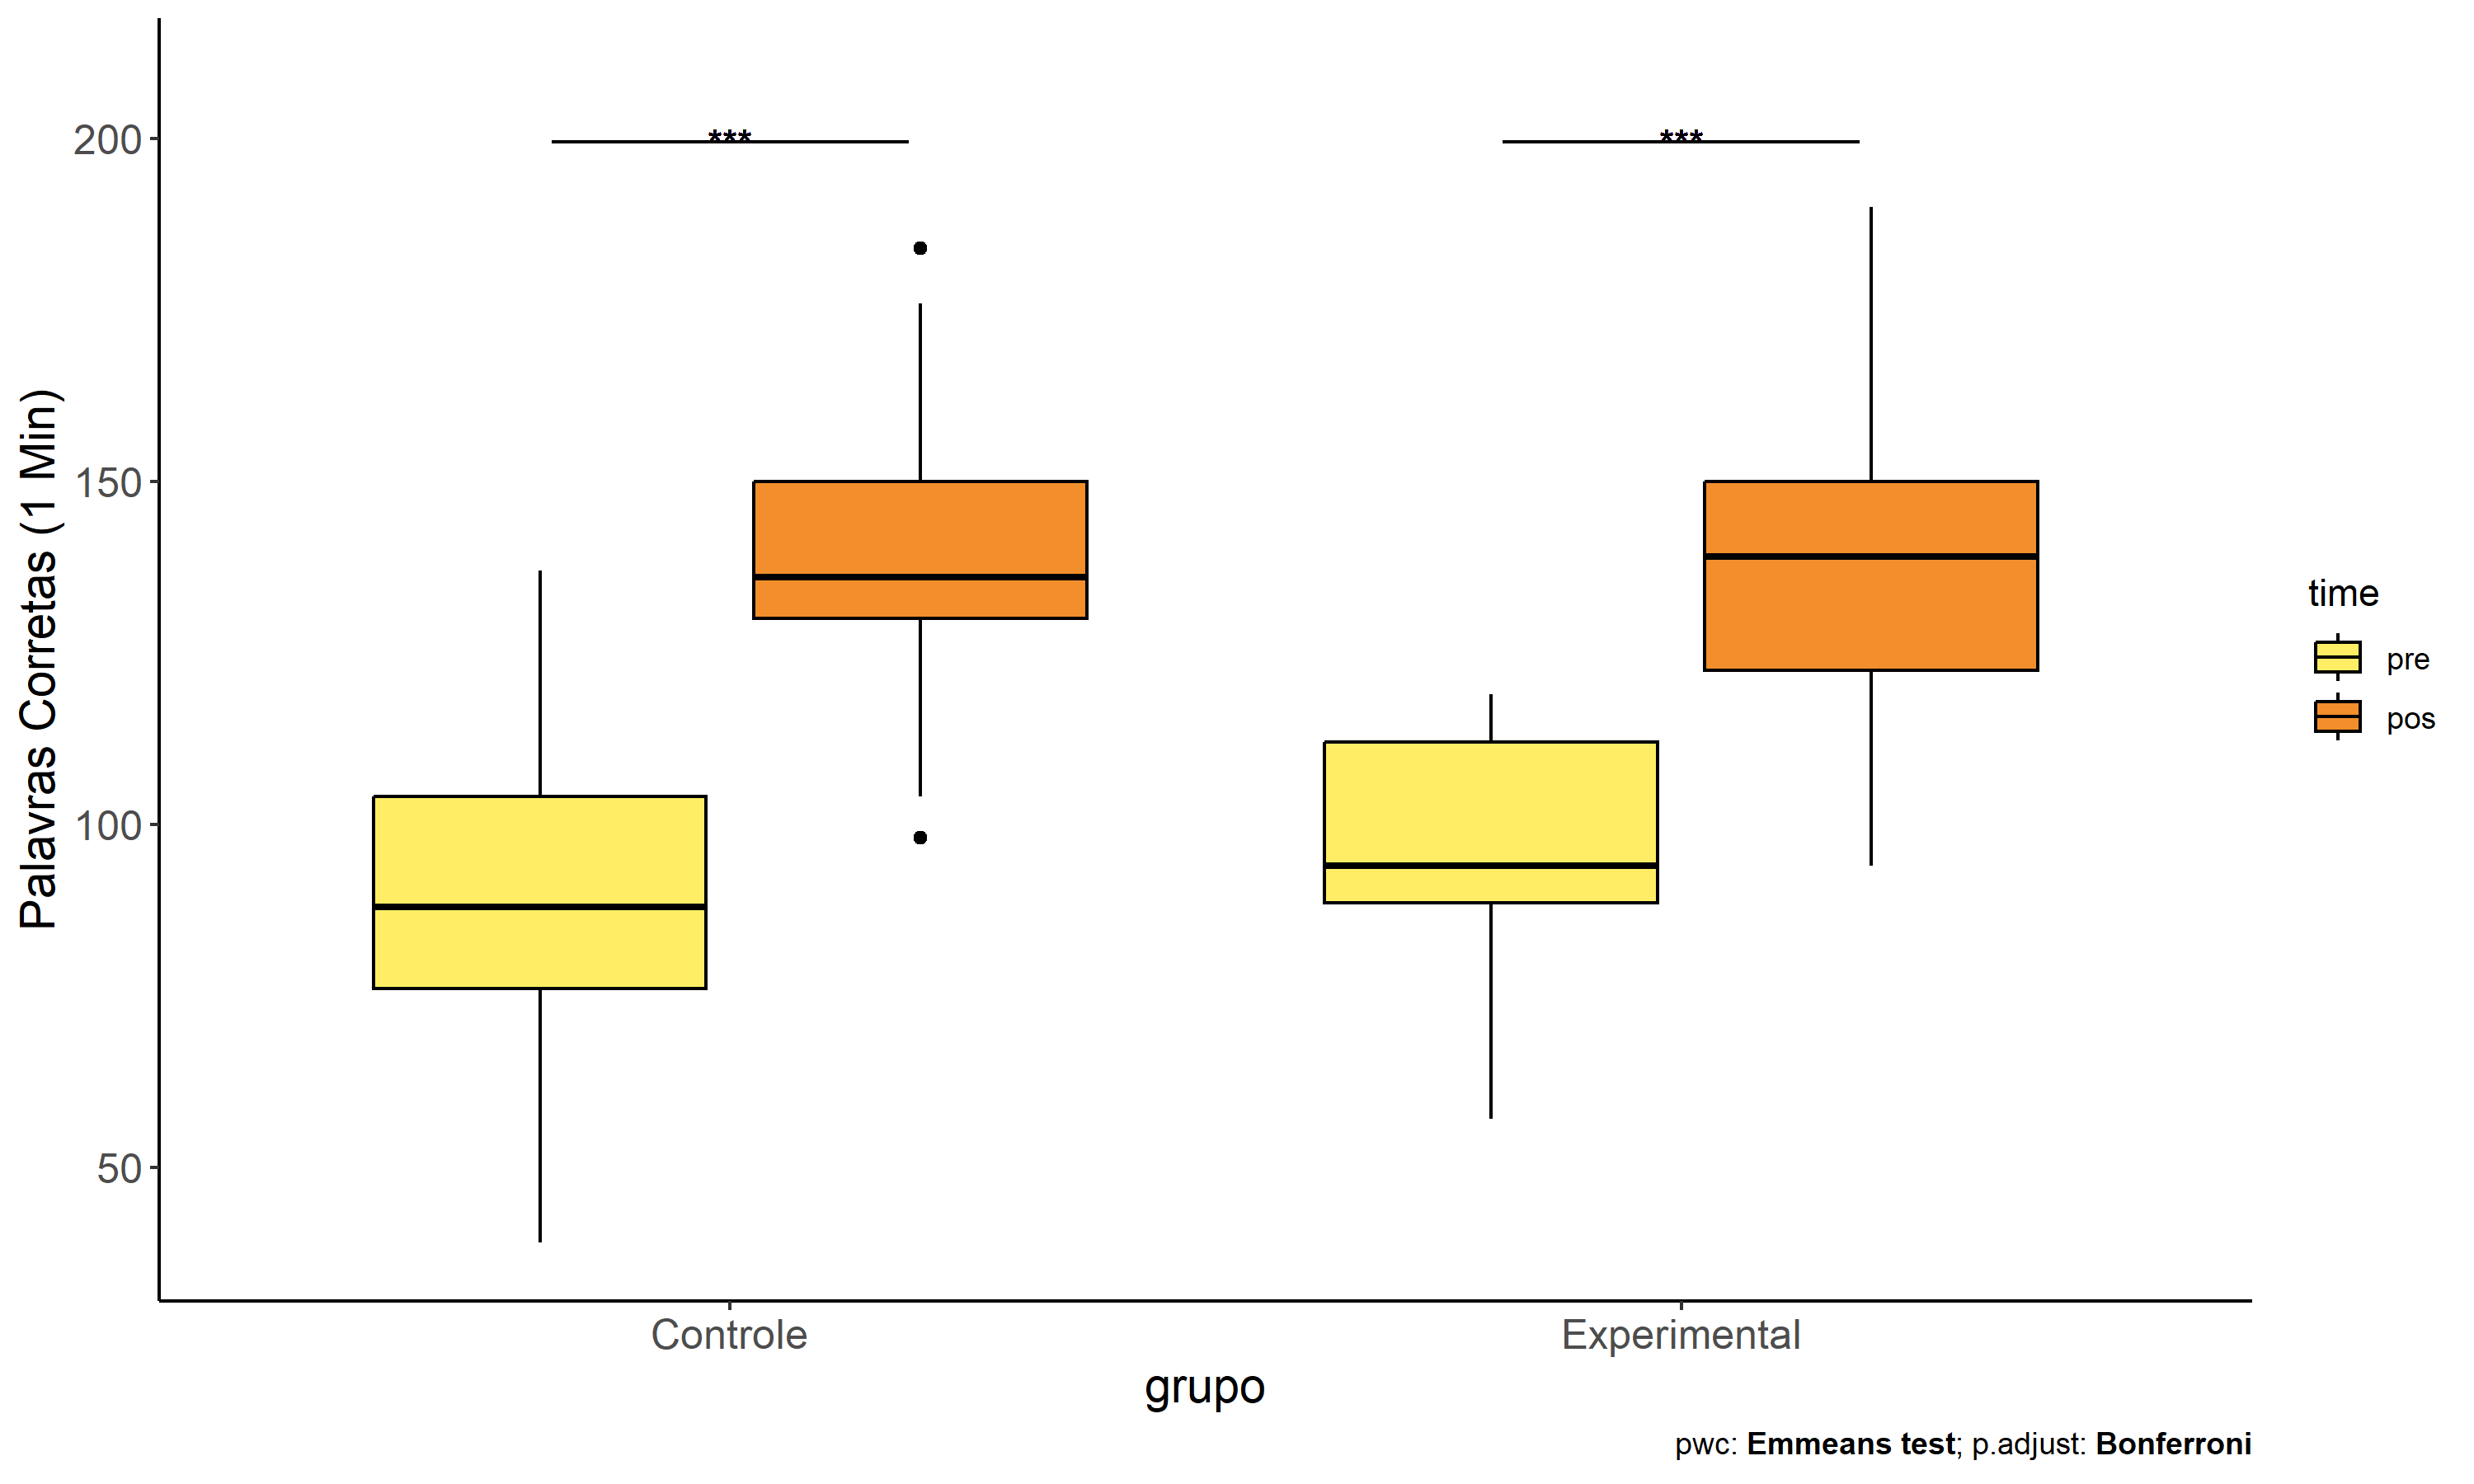 Palavras Corretas (1 Min)
200
150
100
50
***
***
Controle
Experimental
grupo
time
pre
pos
pwc: Emmeans test; p.adjust: Bonferroni